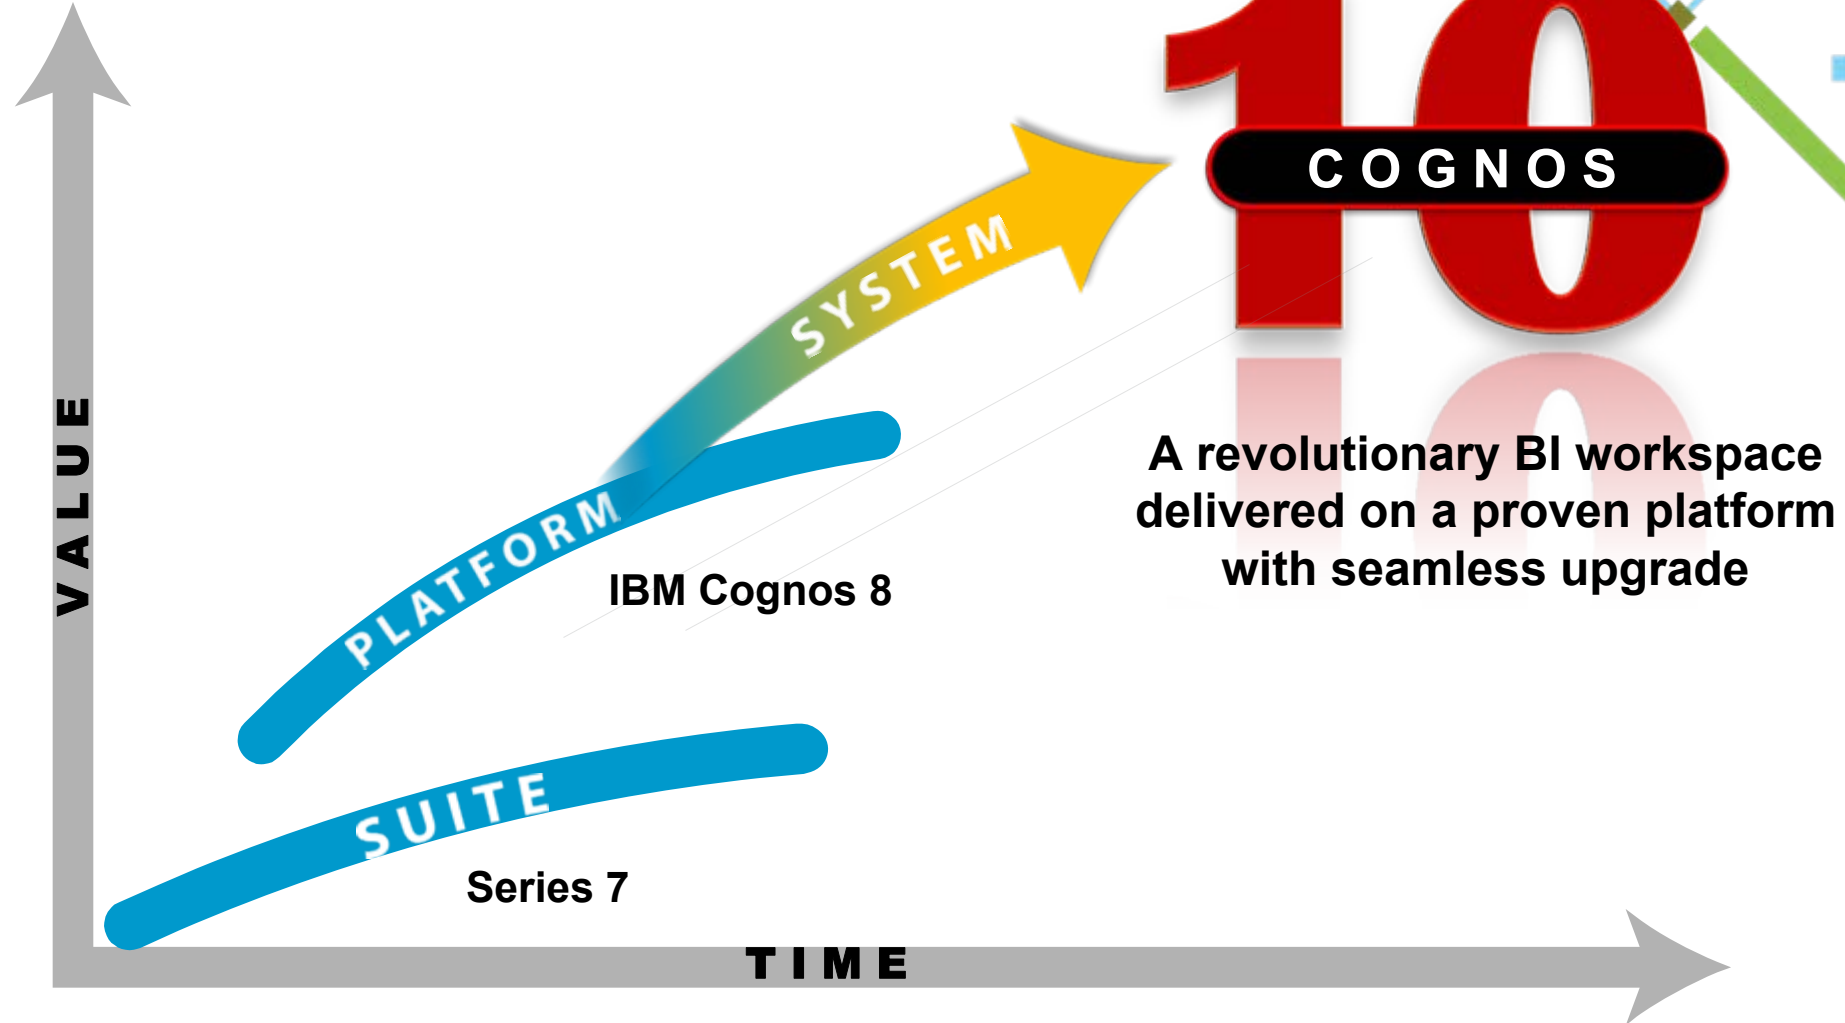 10
COGNOS
SYSTEM
A revolutionary BI workspace
delivered on a proven platform
with seamless upgrade
PLATFORM
IBM Cognos 8
VALUE
SUITE
Series 7
TIME